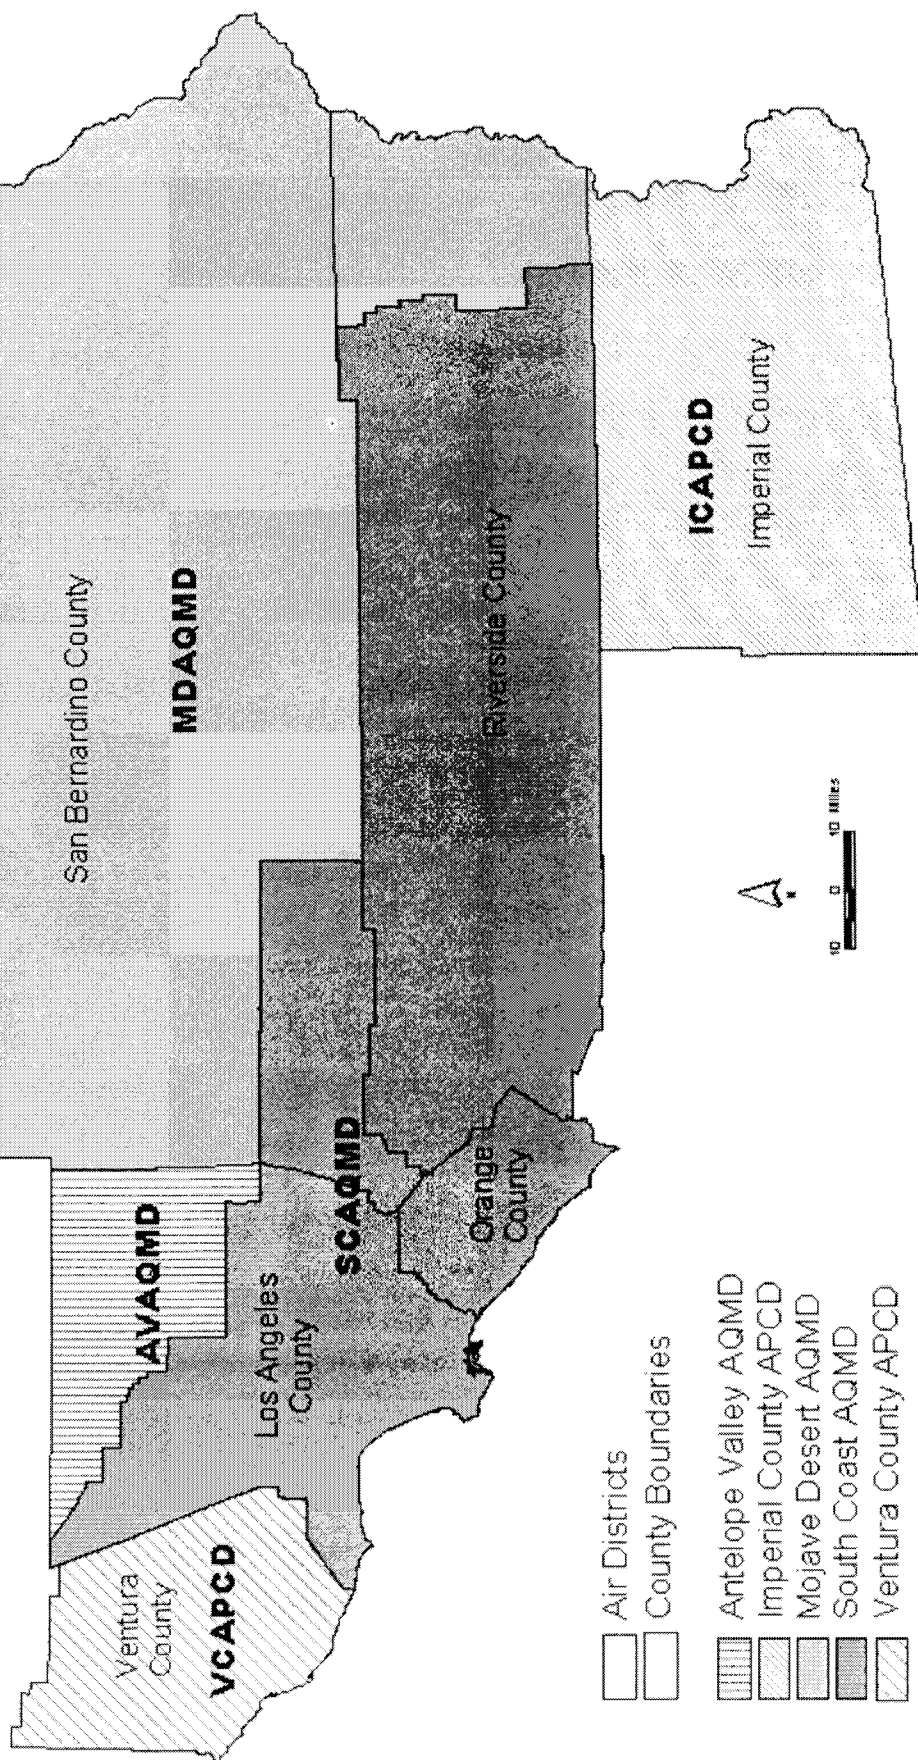 San Bernardino County
MDAQMD
AVAQMD
Ventura
County
VCAPCD
Los Angeles
County
SCAQMD
Orange
County
Riverside County
ICAPCD
Imperial County
N
10 0 10 Miles
Air Districts
County Boundaries
Antelope Valley AQMD
Imperial County APCD
Mojave Desert AQMD
South Coast AQMD
Ventura County APCD